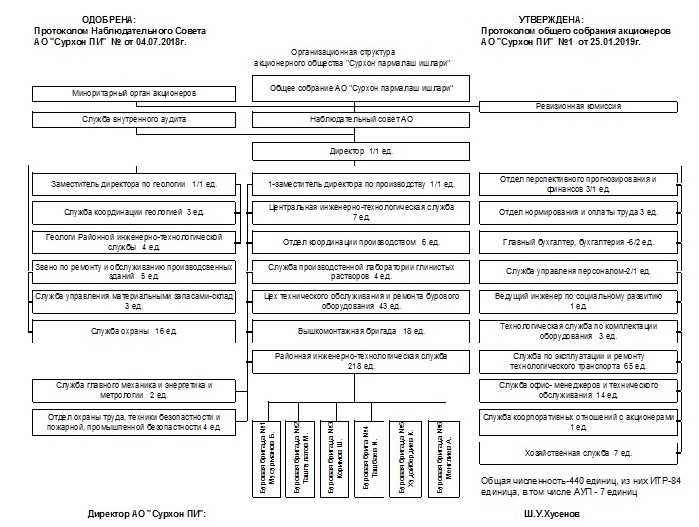 ОДОБРЕНА:
Протоколом Наблюдательного Совета
АО "Сурхон ПИ" № от 04.07.2018г.
УТВЕРЖДЕНА:
Протоколом общего собрания акционеров
АО "Сурхон ПИ" №1 от 25.01.2019г.
Организационная структура
акционерного общества "Сурхон пармалаш ишлари"
Миноритарный орган акционеров
Общее собрание АО "Сурхон пармалаш ишлари"
Ревизионная комиссия
Служба внутренного аудита
Наблюдательный совет АО
Директор 1/1 ед.
Заместитель директора по геологии 1/1 ед.
1-заместитель директора по производству 1/1 ед.
Отдел перспективного прогнозирования и
финансов 3/1 ед.
Служба координации геологией 3 ед.
Центральная инженерно-технологическая служба
7 ед.
Отдел нормирования и оплаты труда 3 ед.
Геологи Районной инженерно-технологической
службы 4 ед.
Отдел координации производством 6 ед.
Главный бухгалтер, бухгалтерия -6/2 ед.
Звено по ремонту и обслуживанию производсвенных
зданий 5 ед.
Служба произодстенной лаборатории глинистых
растворов 4 ед.
Служба управленя персоналом-2/1 ед.
Служба управления материальными запасами-склад
3 ед.
Цех технического обслуживания и ремонта бурового
оборудования 43 ед.
Ведущий инженер по социальному развитию
1 ед.
Служба охраны 16 ед.
Вышкомонтажная бригада 18 ед.
Технологическая служба по комплектации
оборудования 3 ед.
Районная инженерно-технологическая служба
218 ед.
Служба по эксплуатации и ремонту
технологического транспорта 65 ед.
Служба главного механика и энергетика и
метрологии 2 ед.
Служба офис- менеджеров и технического
обслуживания 14 ед.
Отдел охраны труда, техники безопастности и
пожарной, промышленной безопастности 4 ед.
Служба коорпоративных отношений с акционерами
1 ед.
Буровая бригада №1
Мусурманов Б.
Буровая бригада №2
Таштулатов М.
Буровая бригада №3
Коримов Ш.
Буровая брига №4
Ташбаев И.
Буровая бригада №5
Худойбердиев К.
Буровая бригада №6
Менглиев А.
Хозяйственная служба 7 ед.
Общая численность-440 единиц, из них ИТР-84
единица, в том числе АУП - 7 единиц
Директор АО "Сурхон ПИ":
Ш.У.Хусенов